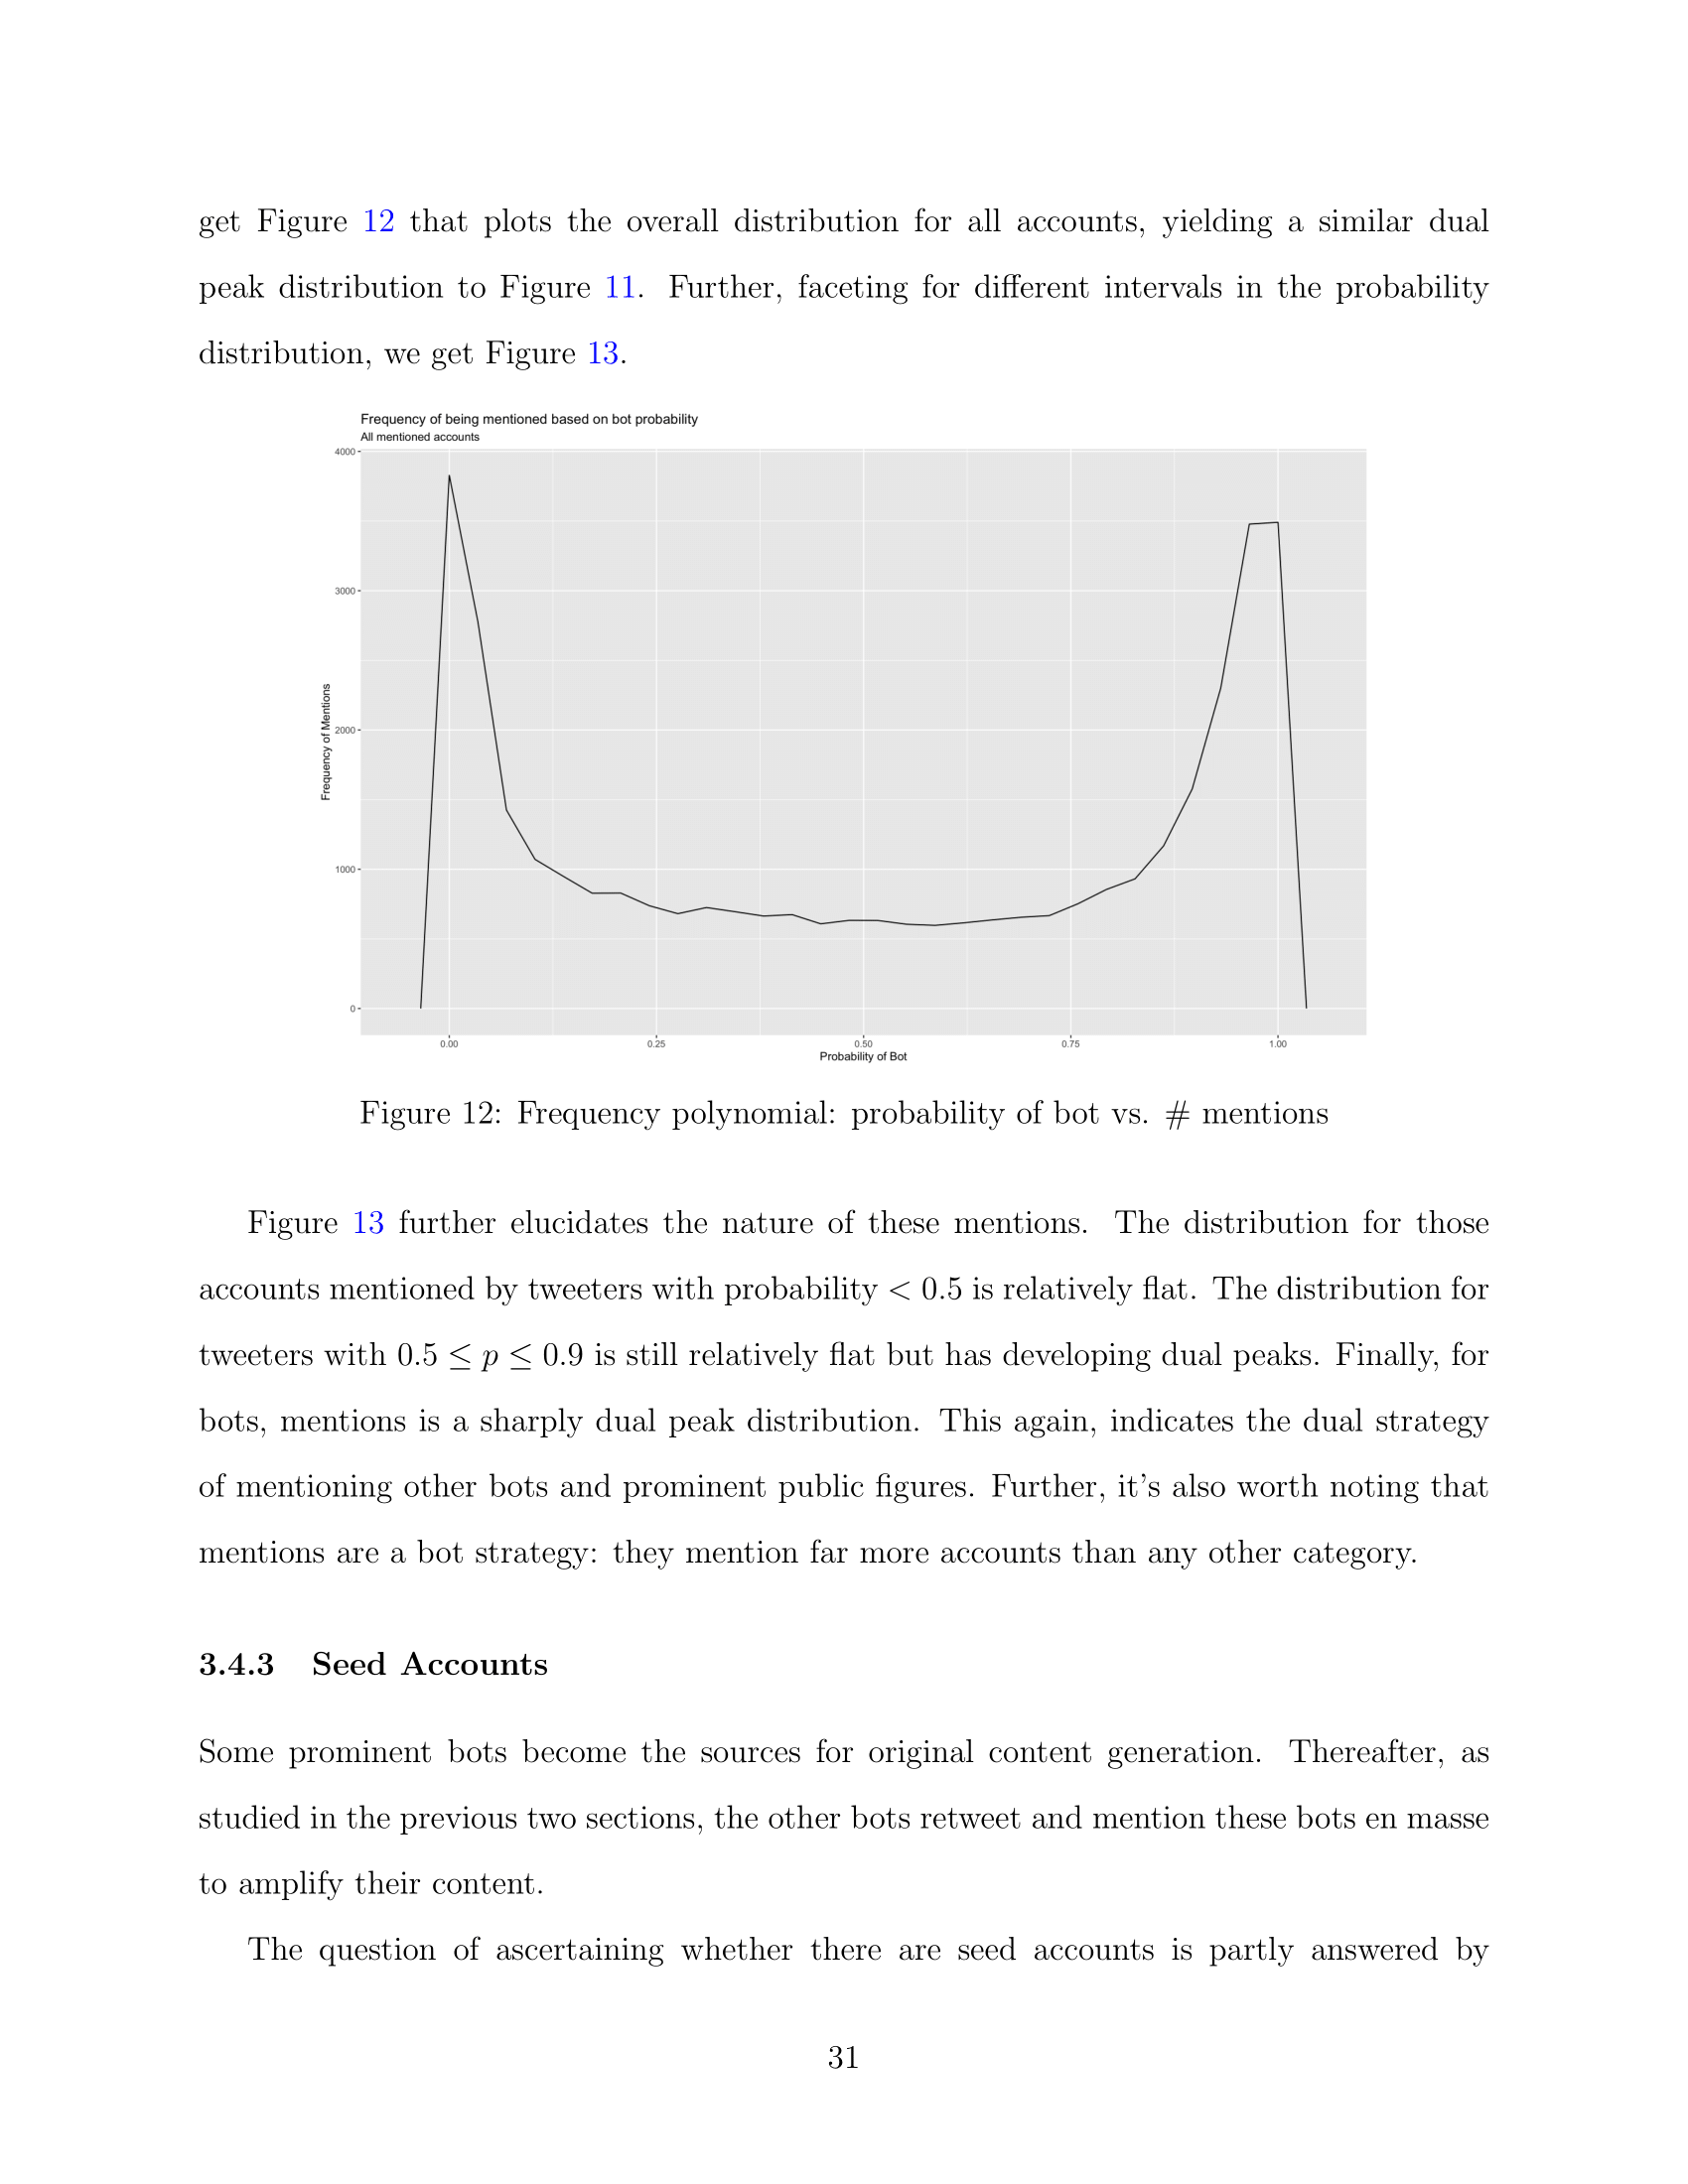 get Figure 12 that plots the overall distribution for all accounts, yielding a similar dual
peak distribution to Figure 11. Further, faceting for different intervals in the probability
distribution, we get Figure 13.
Frequency of being mentioned based on bot probability
All mentioned accounts
4000
3000
2000
1000
0
Frequency of Mentions
0.00 0.25 0.50 0.75 1.00
Probability of Bot
Figure 12: Frequency polynomial: probability of bot vs. # mentions
Figure 13 further elucidates the nature of these mentions. The distribution for those
accounts mentioned by tweeters with probability < 0.5 is relatively flat. The distribution for
tweeters with 0.5 ≤ p ≤ 0.9 is still relatively flat but has developing dual peaks. Finally, for
bots, mentions is a sharply dual peak distribution. This again, indicates the dual strategy
of mentioning other bots and prominent public figures. Further, it's also worth noting that
mentions are a bot strategy: they mention far more accounts than any other category.
3.4.3 Seed Accounts
Some prominent bots become the sources for original content generation. Thereafter, as
studied in the previous two sections, the other bots retweet and mention these bots en masse
to amplify their content.
The question of ascertaining whether there are seed accounts is partly answered by
31